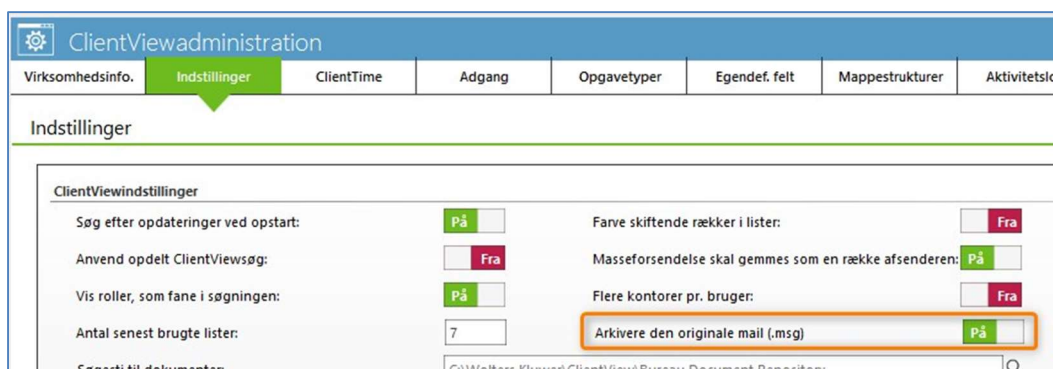 ClientViewadministration
Virksomhedsinfo. Indstillinger ClientTime Adgang Opgavetyper Egendef. felt Mappestrukturer
Indstillinger
ClientViewindstillinger
Søg efter opdateringer ved opstart: På Farve skiftende rækker i lister: Fra
Anvend opdelt ClientViewsøg: Fra Masseforsendelse skal gemmes som en række afsenderen: På
Vis roller, som fane i søgningen: På Flere kontorer pr. bruger: Fra
Antal senest brugte lister: 7 Arkivere den originale mail (.msg) På